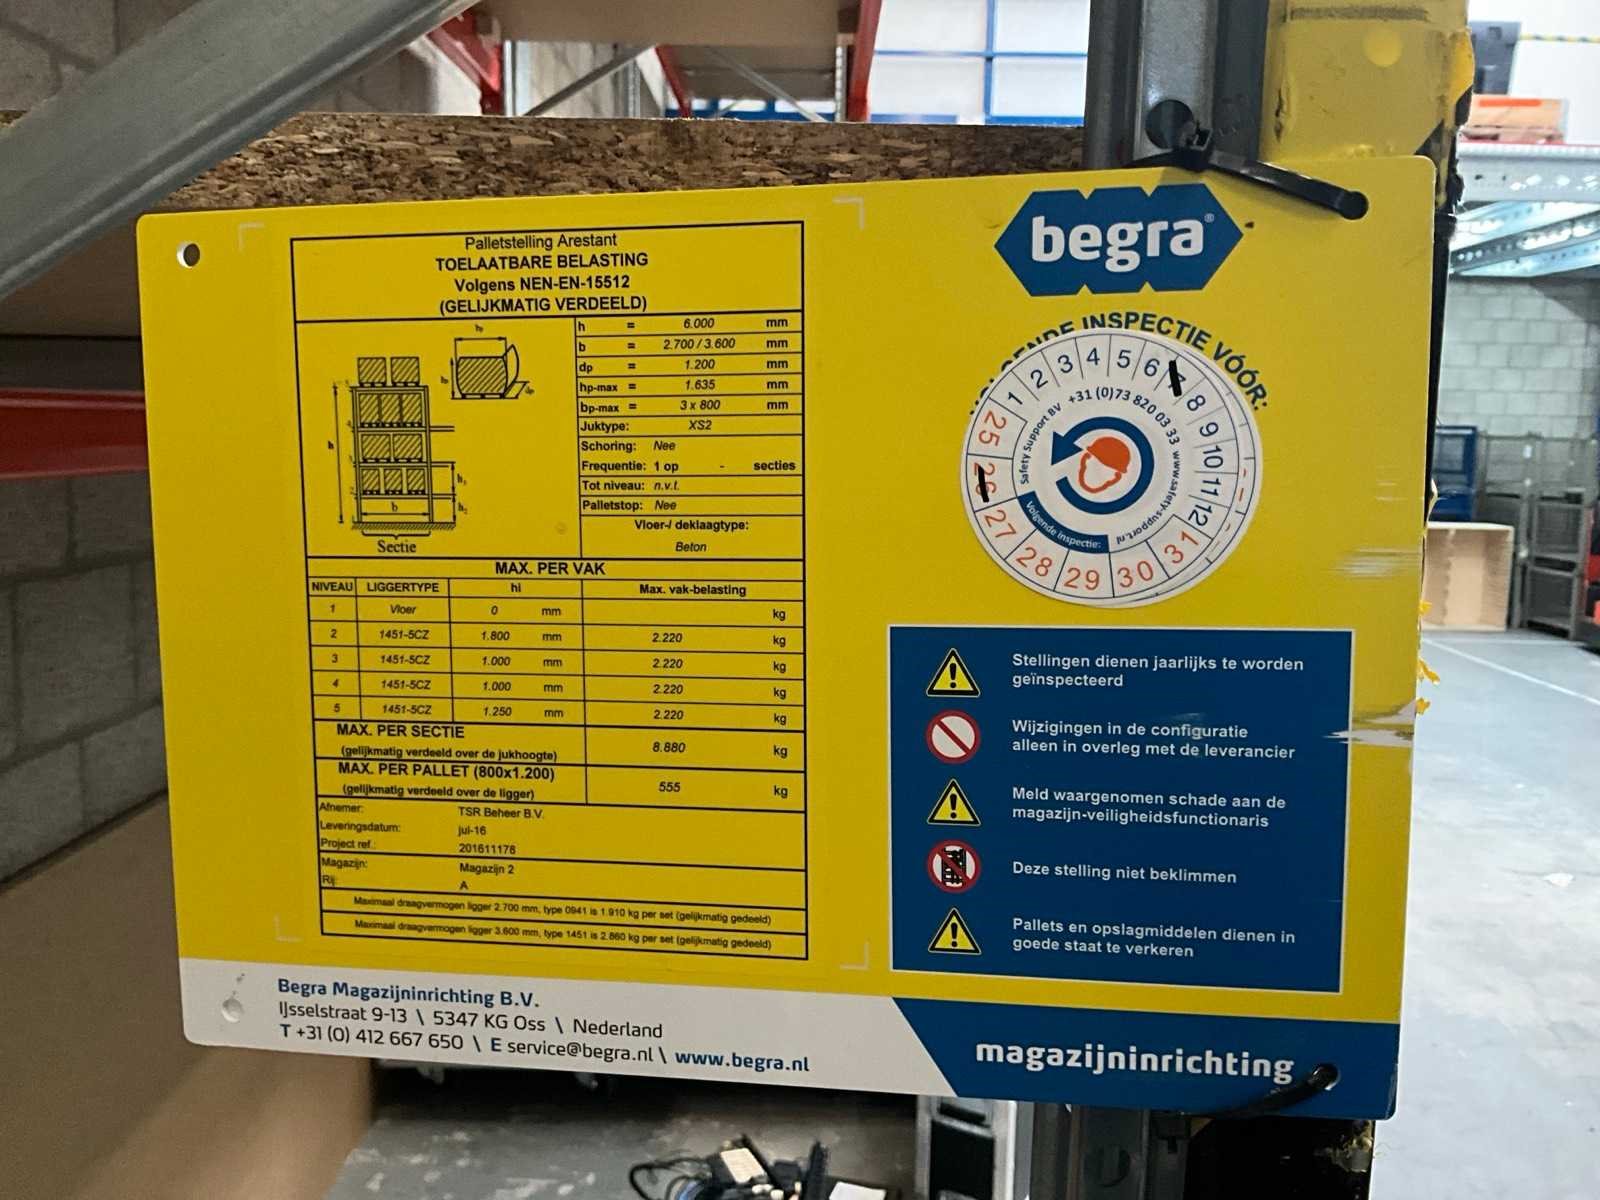 Palletstelling Arestant
TOELAATBARE BELASTING
Volgens NEN-EN-15512
(GELIJKMATIG VERDEELD)
h = 6.000 mm
b = 2.700 / 3.600 mm
dp = 1.200 mm
hp-max = 1.635 mm
bp-max = 3 x 800 mm
Juktype: XS2
Schoring: Nee
Frequentie: 1 op - secties
Tot niveau: n.v.t.
Palletstop: Nee
Vloer-/ deklaagtype:
Beton
hp
bp
dp
h
b
h1
h2
Sectie
MAX. PER VAK
NIVEAU LIGGERTYPE hi Max. vak-belasting
1 Vloer 0 mm kg
2 1451-5CZ 1.800 mm 2.220 kg
3 1451-5CZ 1.000 mm 2.220 kg
4 1451-5CZ 1.000 mm 2.220 kg
5 1451-5CZ 1.250 mm 2.220 kg
MAX. PER SECTIE
(gelijkmatig verdeeld over de jukhoogte) 8.880 kg
MAX. PER PALLET (800x1.200)
(gelijkmatig verdeeld over de ligger) 555 kg
Afnemer: TSR Beheer B.V.
Leveringsdatum: jul-16
Project ref.: 201611178
Magazijn: Magazijn 2
Rij: A
Maximaal draagvermogen ligger 2.700 mm, type 0941 is 1.910 kg per set (gelijkmatig gedeeld)
Maximaal draagvermogen ligger 3.600 mm, type 1451 is 2.860 kg per set (gelijkmatig gedeeld)
begra®
INSPECTIE VÓÓR:
1 2 3 4 5 6 7 8 9 10 11 12
25 26 27 28 29 30 31
Safety Support BV +31 (0)73 820 03 33 www.safety-support.nl
Volgende inspectie:
Stellingen dienen jaarlijks te worden
geïnspecteerd
Wijzigingen in de configuratie
alleen in overleg met de leverancier
Meld waargenomen schade aan de
magazijn-veiligheidsfunctionaris
Deze stelling niet beklimmen
Pallets en opslagmiddelen dienen in
goede staat te verkeren
Begra Magazijninrichting B.V.
IJsselstraat 9-13 \ 5347 KG Oss \ Nederland
T +31 (0) 412 667 650 \ E service@begra.nl \ www.begra.nl
magazijninrichting